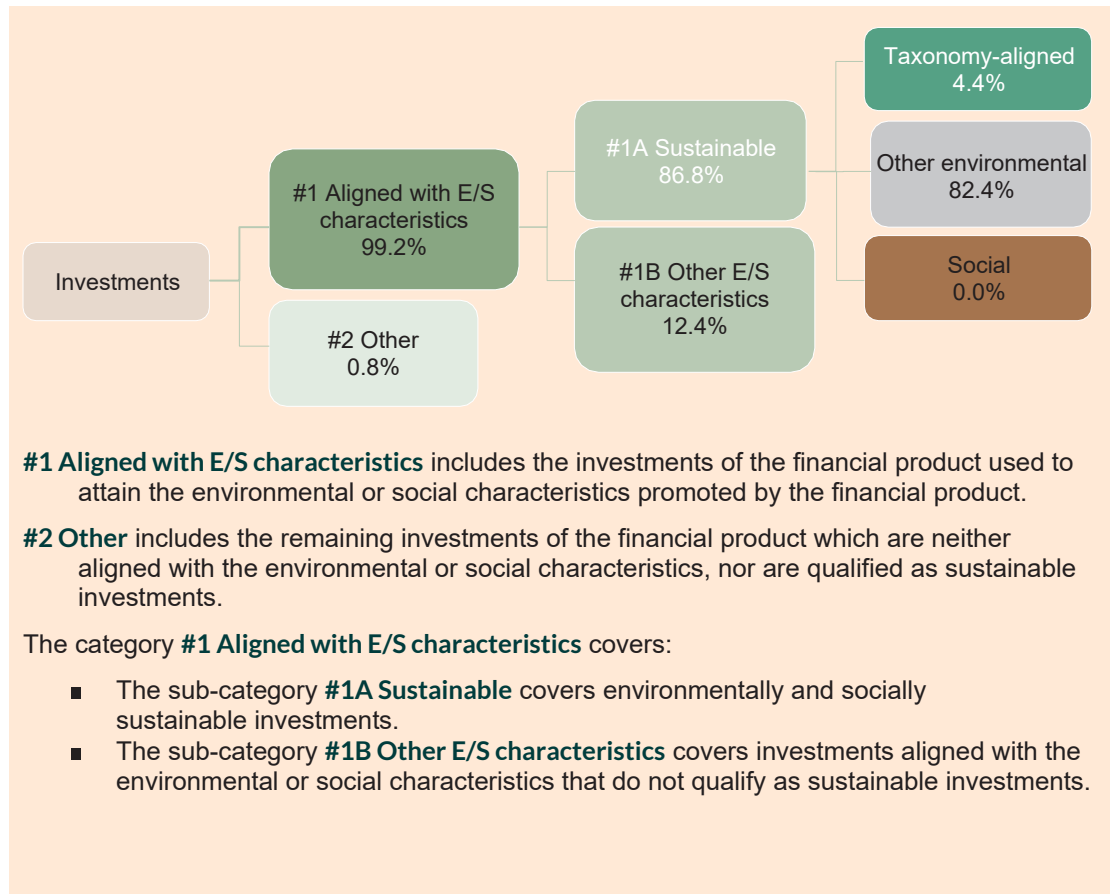 Taxonomy-aligned
4.4%
#1A Sustainable
86.8%
Other environmental
82.4%
#1 Aligned with E/S
characteristics
99.2%
Investments
#1B Other E/S
characteristics
12.4%
Social
0.0%
#2 Other
0.8%
#1 Aligned with E/S characteristics includes the investments of the financial product used to
attain the environmental or social characteristics promoted by the financial product.
#2 Other includes the remaining investments of the financial product which are neither
aligned with the environmental or social characteristics, nor are qualified as sustainable
investments.
The category #1 Aligned with E/S characteristics covers:
■ The sub-category #1A Sustainable covers environmentally and socially
sustainable investments.
■ The sub-category #1B Other E/S characteristics covers investments aligned with the
environmental or social characteristics that do not qualify as sustainable investments.